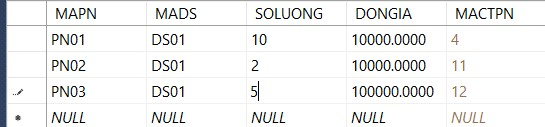 MAPN MADS SOLUONG DONGIA MACTPN
PN01 DS01 10 10000.0000 4
PN02 DS01 2 10000.0000 11
PN03 DS01 5 100000.0000 12
NULL NULL NULL NULL NULL